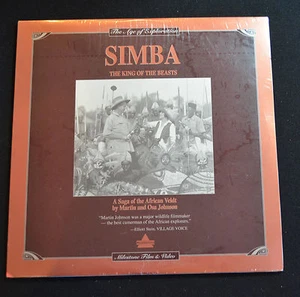 The Age of Exploration
SIMBA
THE KING OF THE BEASTS
A Saga of the African Veldt
by Martin and Osa Johnson
"Martin Johnson was a major wildlife filmmaker
— the best cameraman of the African euphoria."
—Elliott Stein, VILLAGE VOICE
Milestone Film & Video